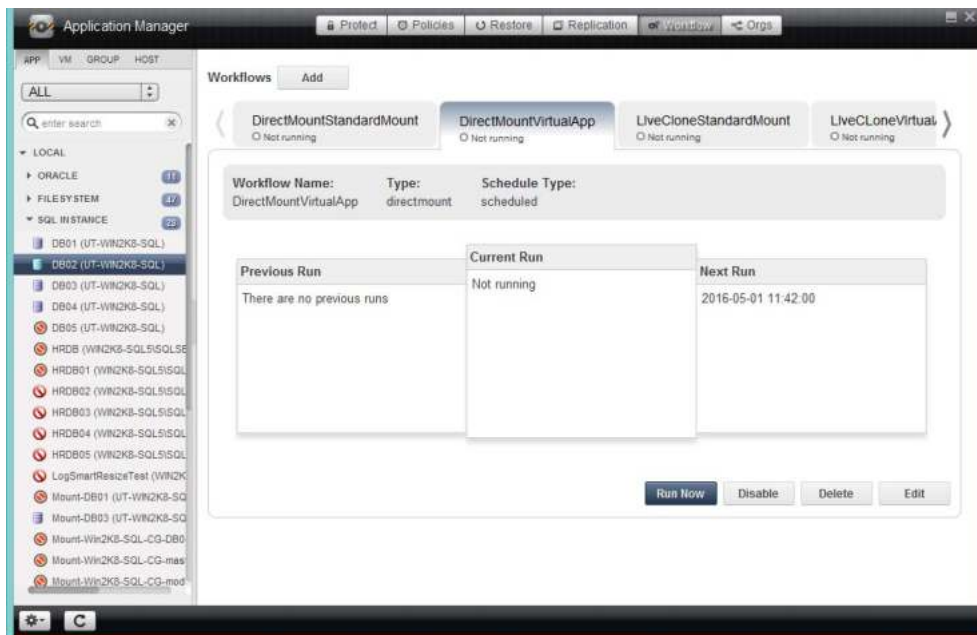 Application Manager
Protect
Policies
Restore
Replication
Workflow
Orgs
APP VM GROUP HOST
ALL
enter search
LOCAL
ORACLE
FILESYSTEM 47
SQL INSTANCE 23
DB01 (UT-WIN2K8-SQL)
DB02 (UT-WIN2K8-SQL)
DB03 (UT-WIN2K8-SQL)
DB04 (UT-WIN2K8-SQL)
DB05 (UT-WIN2K8-SQL)
HRDB (WIN2K8-SQL5\SQLSE
HRDB01 (WIN2K8-SQL5\SQL
HRDB02 (WIN2K8-SQL5\SQL
HRDB03 (WIN2K8-SQL5\SQL
HRDB04 (WIN2K8-SQL5\SQL
HRDB05 (WIN2K8-SQL5\SQL
LogSmartResizeTest (WIN2K
Mount-DB01 (UT-WIN2K8-SQ
Mount-DB03 (UT-WIN2K8-SQ
Mount-Win2K8-SQL-CG-DB0
Mount-Win2K8-SQL-CG-mas
Mount-Win2K8-SQL-CG-mod
Workflows Add
DirectMountStandardMount
Not running
DirectMountVirtualApp
Not running
LIveCloneStandardMount
Not running
LIveCLoneVirtual
Not running
Workflow Name: Type: Schedule Type:
DirectMountVirtualApp directmount scheduled
Previous Run
There are no previous runs
Current Run
Not running
Next Run
2016-05-01 11:42:00
Run Now Disable Delete Edit